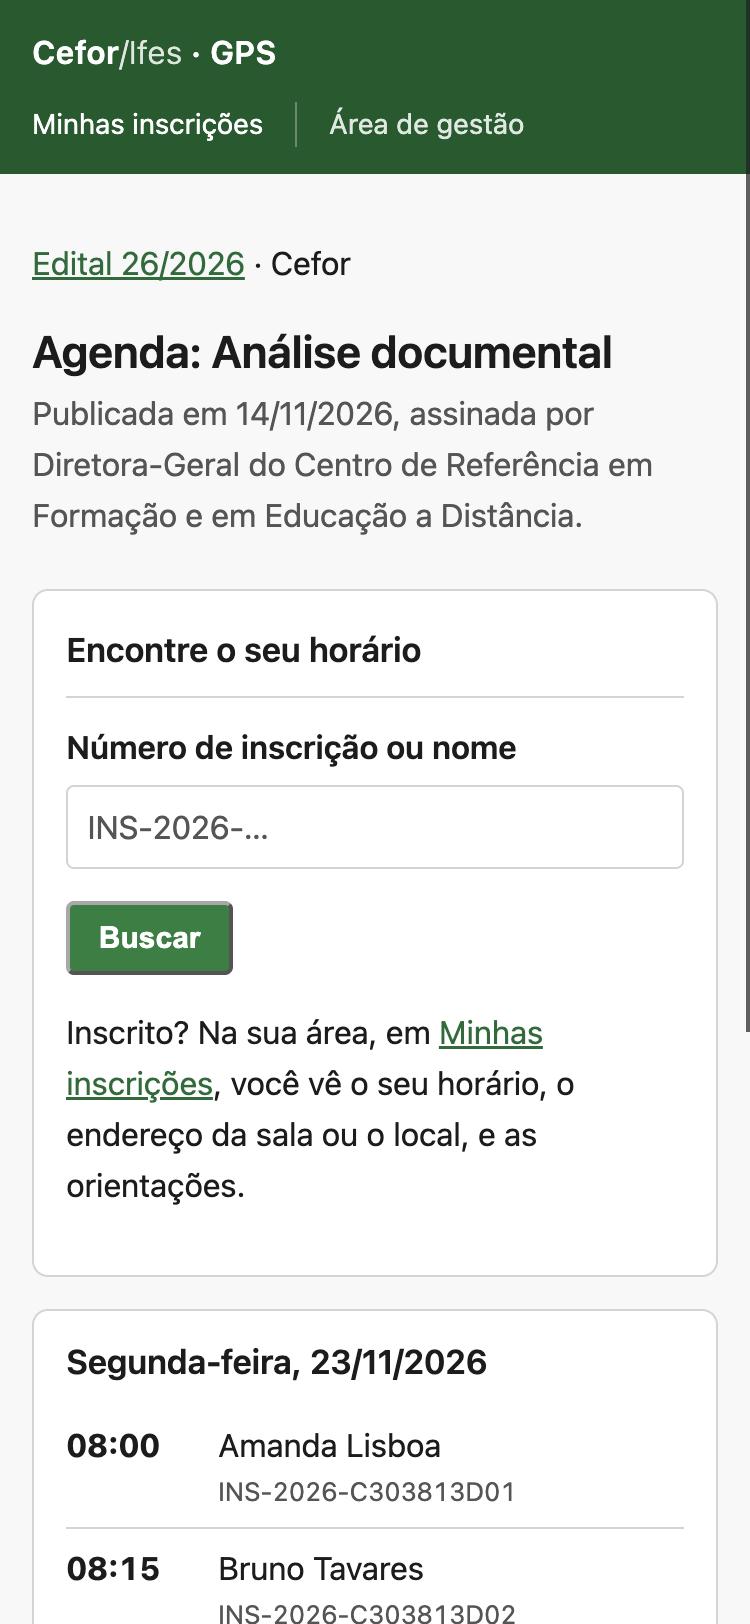 Cefor/Ifes · GPS
Minhas inscrições
Área de gestão
Edital 26/2026 · Cefor
Agenda: Análise documental
Publicada em 14/11/2026, assinada por
Diretora-Geral do Centro de Referência em
Formação e em Educação a Distância.
Encontre o seu horário
Número de inscrição ou nome
INS-2026-...
Buscar
Inscrito? Na sua área, em Minhas
inscrições, você vê o seu horário, o
endereço da sala ou o local, e as
orientações.
Segunda-feira, 23/11/2026
08:00 Amanda Lisboa
INS-2026-C303813D01
08:15 Bruno Tavares
INS-2026-C303813D02